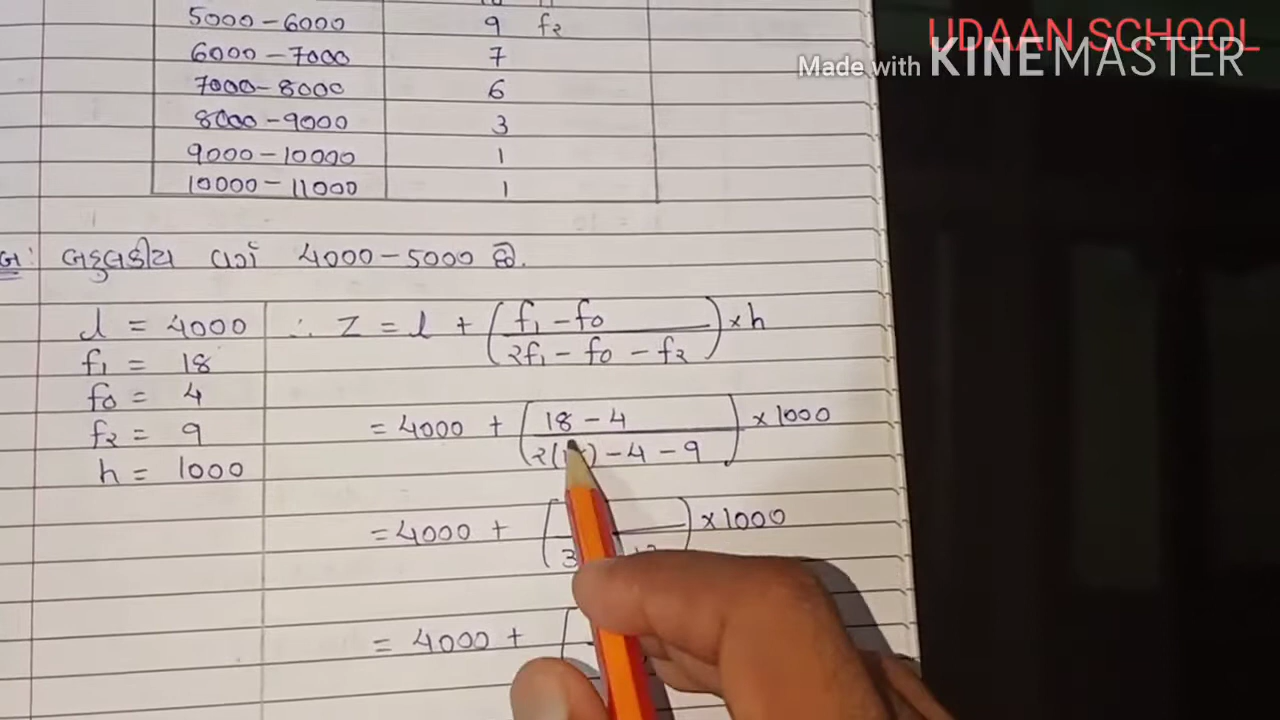 UDAAN SCHOOL
Made with KINEMASTER
5000-6000 9 f₂
6000-7000 7
7000-8000 6
8000-9000 3
9000-10000 1
10000-11000 1
બહુલકીય વર્ગ 4000-5000 છે.
l = 4000 ∴ Z = l + (f₁ - f₀ / 2f₁ - f₀ - f₂) × h
f₁ = 18
f₀ = 4 = 4000 + (18 - 4 / 2(18) - 4 - 9) × 1000
f₂ = 9
h = 1000 = 4000 + ( × 1000
= 4000 + (